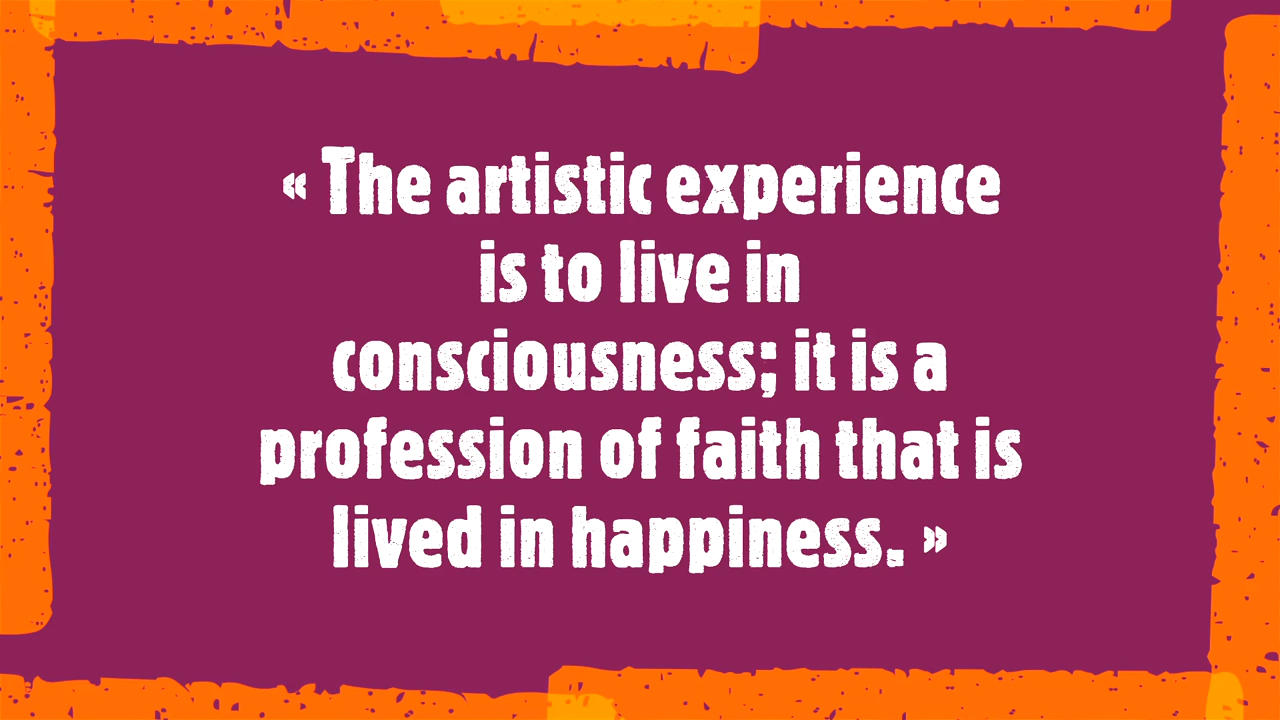 « The artistic experience
is to live in
consciousness; it is a
profession of faith that is
lived in happiness. »